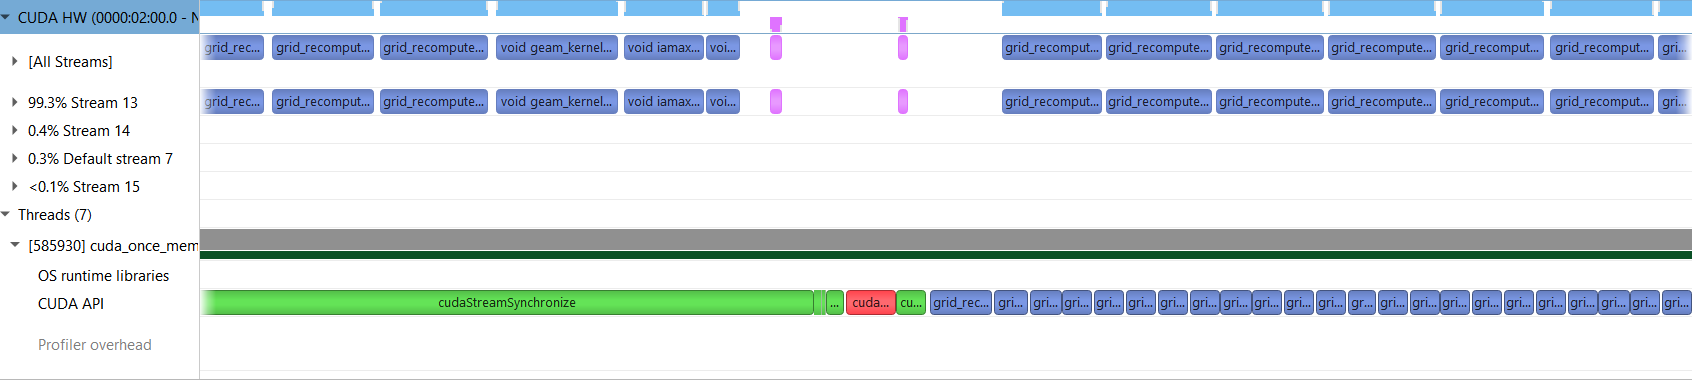 CUDA HW (0000:02:00.0 - N
[All Streams]
grid_rec... grid_recomput... grid_recompute... void geam_kernel... void iamax... voi... grid_recomput... grid_recompute... grid_recompute... grid_recompute... grid_recomput... grid_recomput... gri...
99.3% Stream 13
grid_rec... grid_recomput... grid_recompute... void geam_kernel... void iamax... voi... grid_recomput... grid_recompute... grid_recompute... grid_recompute... grid_recomput... grid_recomput... gri...
0.4% Stream 14
0.3% Default stream 7
<0.1% Stream 15
Threads (7)
[585930] cuda_once_mem
OS runtime libraries
CUDA API
cudaStreamSynchronize ... cuda... cu... grid_rec... gri... gri... gri... gri... gri... gri... gri... gri... gri... gri... gri... gr... gri... gri... gri... gri... gri... gri... gri... gri... gri... gri...
Profiler overhead